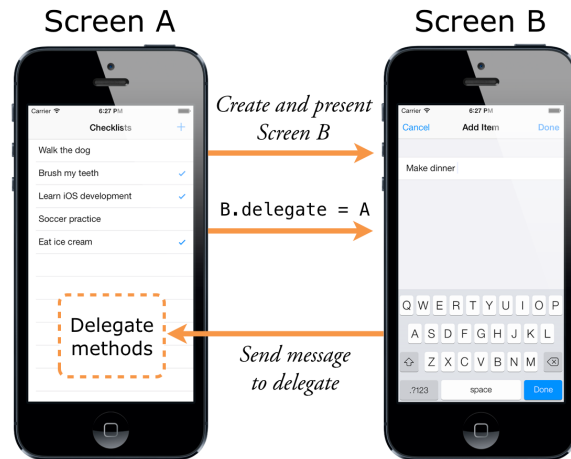 Screen A
Screen B
Carrier 6:27 PM
Checklists +
Walk the dog
Brush my teeth
Learn iOS development
Soccer practice
Eat ice cream
Delegate
methods
Create and present
Screen B
B.delegate = A
Send message
to delegate
Carrier 6:27 PM
Cancel Add Item Done
Make dinner
Q W E R T Y U I O P
A S D F G H J K L
Z X C V B N M
.?123 space Done